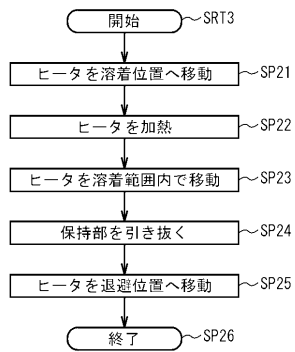 開始 SRT3
ヒータを溶着位置へ移動 SP21
ヒータを加熱 SP22
ヒータを溶着範囲内で移動 SP23
保持部を引き抜く SP24
ヒータを退避位置へ移動 SP25
終了 SP26